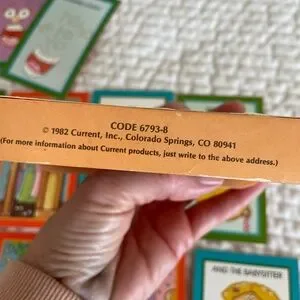 CODE 6793-8
© 1982 Current, Inc., Colorado Springs, CO 80941
(For more information about Current products, just write to the above address.)
AND THE BABYSITTER